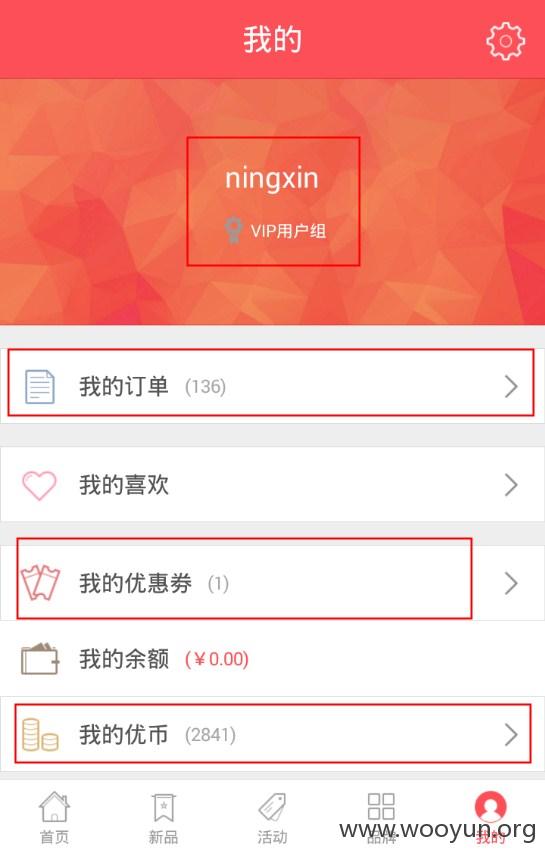 我的
ningxin
VIP用户组
我的订单 (136)
我的喜欢
我的优惠券 (1)
我的余额 (￥0.00)
我的优币 (2841)
首页 新品 活动 品牌 我的
www.wooyun.org